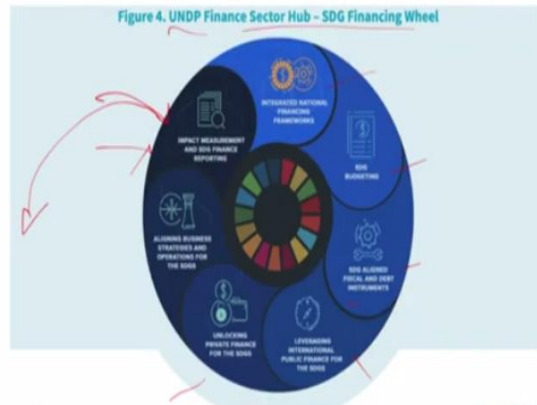 Figure 4. UNDP Finance Sector Hub – SDG Financing Wheel
INTEGRATED NATIONAL
FINANCING
FRAMEWORKS
SDG
BUDGETING
SDG ALIGNED
FISCAL AND DEBT
INSTRUMENTS
LEVERAGING
INTERNATIONAL
PUBLIC FINANCE FOR
THE SDGS
UNLOCKING
PRIVATE FINANCE
FOR THE SDGS
ALIGNING BUSINESS
STRATEGIES AND
OPERATIONS FOR
THE SDGS
IMPACT MEASUREMENT
AND SDG FINANCE
REPORTING